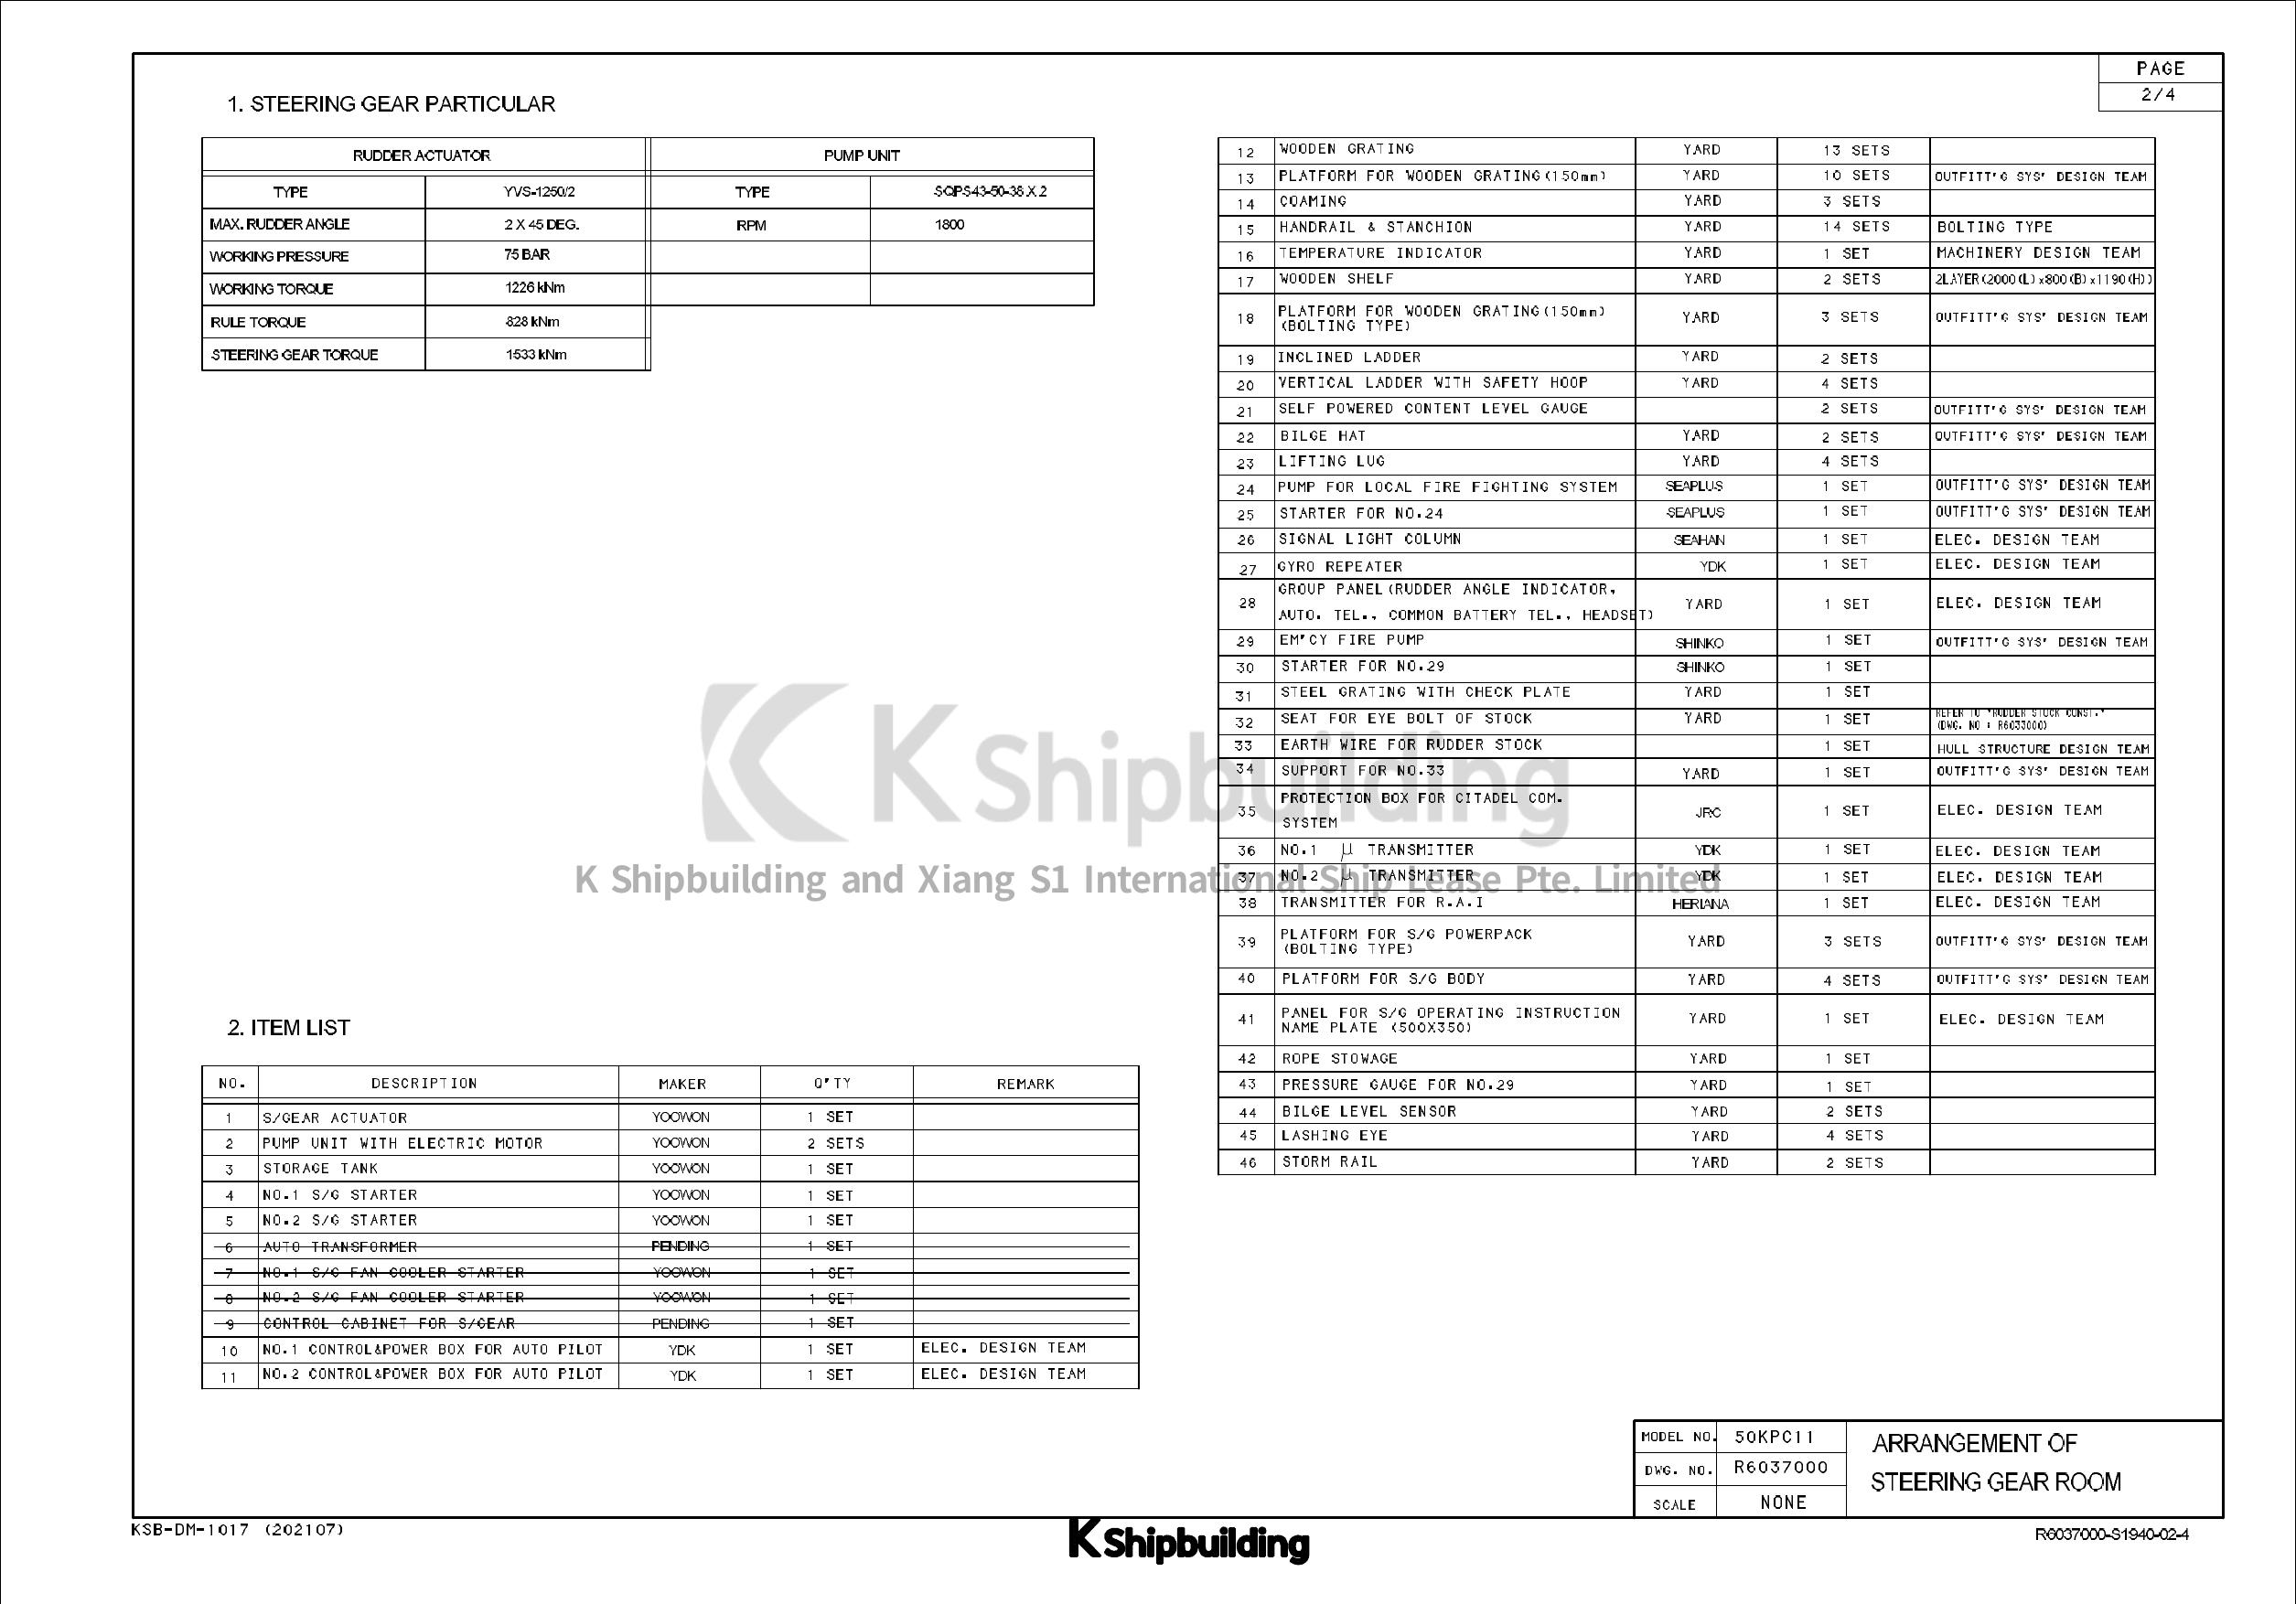 PAGE
2/4
1. STEERING GEAR PARTICULAR
RUDDER ACTUATOR PUMP UNIT
TYPE YVS-1250/2 TYPE SQPS43-50-38 X 2
MAX. RUDDER ANGLE 2 X 45 DEG. RPM 1800
WORKING PRESSURE 75 BAR
WORKING TORQUE 1226 kNm
RULE TORQUE 828 kNm
STEERING GEAR TORQUE 1533 kNm
2. ITEM LIST
NO. DESCRIPTION MAKER Q'TY REMARK
1 S/GEAR ACTUATOR YOOWON 1 SET
2 PUMP UNIT WITH ELECTRIC MOTOR YOOWON 2 SETS
3 STORAGE TANK YOOWON 1 SET
4 NO.1 S/G STARTER YOOWON 1 SET
5 NO.2 S/G STARTER YOOWON 1 SET
6 AUTO TRANSFORMER PENDING 1 SET
7 NO.1 S/G FAN COOLER STARTER YOOWON 1 SET
8 NO.2 S/G FAN COOLER STARTER YOOWON 1 SET
9 CONTROL CABINET FOR S/GEAR PENDING 1 SET
10 NO.1 CONTROL&POWER BOX FOR AUTO PILOT YDK 1 SET ELEC. DESIGN TEAM
11 NO.2 CONTROL&POWER BOX FOR AUTO PILOT YDK 1 SET ELEC. DESIGN TEAM
12 WOODEN GRATING YARD 13 SETS
13 PLATFORM FOR WOODEN GRATING(150mm) YARD 10 SETS OUTFITT'G SYS' DESIGN TEAM
14 COAMING YARD 3 SETS
15 HANDRAIL & STANCHION YARD 14 SETS BOLTING TYPE
16 TEMPERATURE INDICATOR YARD 1 SET MACHINERY DESIGN TEAM
17 WOODEN SHELF YARD 2 SETS 2LAYER(2000(L)x800(B)x1190(H))
18 PLATFORM FOR WOODEN GRATING(150mm) YARD 3 SETS OUTFITT'G SYS' DESIGN TEAM
(BOLTING TYPE)
19 INCLINED LADDER YARD 2 SETS
20 VERTICAL LADDER WITH SAFETY HOOP YARD 4 SETS
21 SELF POWERED CONTENT LEVEL GAUGE 2 SETS OUTFITT'G SYS' DESIGN TEAM
22 BILGE HAT YARD 2 SETS OUTFITT'G SYS' DESIGN TEAM
23 LIFTING LUG YARD 4 SETS
24 PUMP FOR LOCAL FIRE FIGHTING SYSTEM SEAPLUS 1 SET OUTFITT'G SYS' DESIGN TEAM
25 STARTER FOR NO.24 SEAPLUS 1 SET OUTFITT'G SYS' DESIGN TEAM
26 SIGNAL LIGHT COLUMN SEAHAN 1 SET ELEC. DESIGN TEAM
27 GYRO REPEATER YDK 1 SET ELEC. DESIGN TEAM
28 GROUP PANEL(RUDDER ANGLE INDICATOR, YARD 1 SET ELEC. DESIGN TEAM
AUTO. TEL., COMMON BATTERY TEL., HEADSET)
29 EM'CY FIRE PUMP SHINKO 1 SET OUTFITT'G SYS' DESIGN TEAM
30 STARTER FOR NO.29 SHINKO 1 SET
31 STEEL GRATING WITH CHECK PLATE YARD 1 SET
32 SEAT FOR EYE BOLT OF STOCK YARD 1 SET REFER TO "RUDDER STOCK CONST."
(DWG. NO : R6033000)
33 EARTH WIRE FOR RUDDER STOCK 1 SET HULL STRUCTURE DESIGN TEAM
34 SUPPORT FOR NO.33 YARD 1 SET OUTFITT'G SYS' DESIGN TEAM
35 PROTECTION BOX FOR CITADEL COM. JRC 1 SET ELEC. DESIGN TEAM
SYSTEM
36 NO.1 μ TRANSMITTER YDK 1 SET ELEC. DESIGN TEAM
37 NO.2 μ TRANSMITTER YDK 1 SET ELEC. DESIGN TEAM
38 TRANSMITTER FOR R.A.I HERIANA 1 SET ELEC. DESIGN TEAM
39 PLATFORM FOR S/G POWERPACK YARD 3 SETS OUTFITT'G SYS' DESIGN TEAM
(BOLTING TYPE)
40 PLATFORM FOR S/G BODY YARD 4 SETS OUTFITT'G SYS' DESIGN TEAM
41 PANEL FOR S/G OPERATING INSTRUCTION YARD 1 SET ELEC. DESIGN TEAM
NAME PLATE (500X350)
42 ROPE STOWAGE YARD 1 SET
43 PRESSURE GAUGE FOR NO.29 YARD 1 SET
44 BILGE LEVEL SENSOR YARD 2 SETS
45 LASHING EYE YARD 4 SETS
46 STORM RAIL YARD 2 SETS
K Shipbuilding
K Shipbuilding and Xiang S1 International Ship Lease Pte. Limited
MODEL NO. 50KPC11
DWG. NO. R6037000
SCALE NONE
ARRANGEMENT OF
STEERING GEAR ROOM
KSB-DM-1017 (202107)
K Shipbuilding
R6037000-S1940-02-4